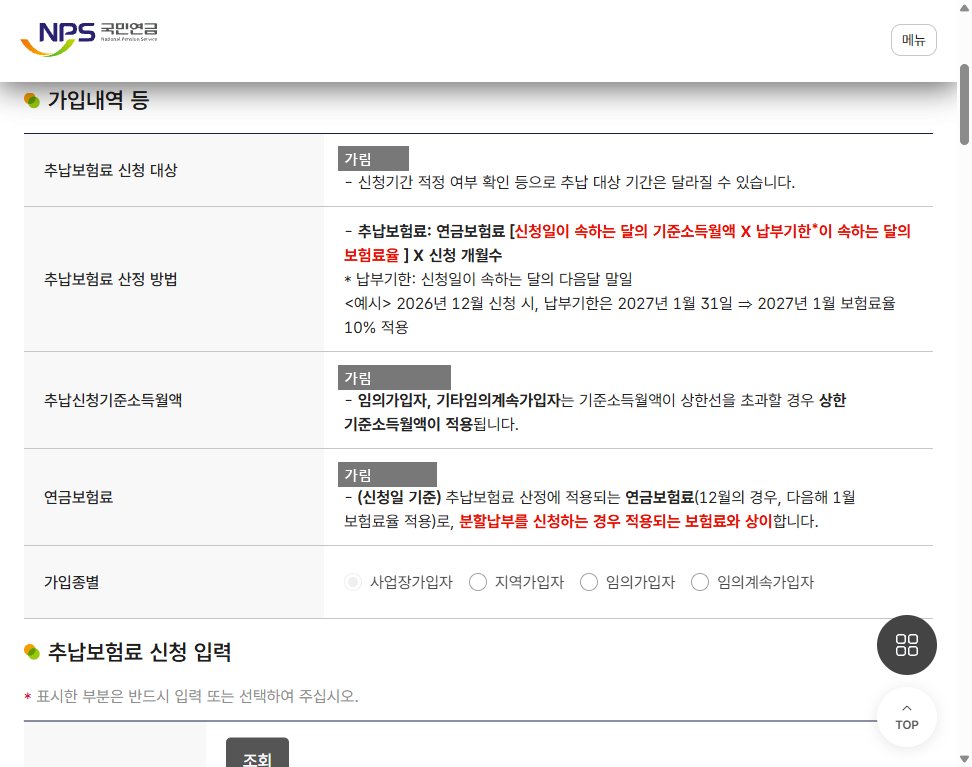 NPS 국민연금
National Pension Service
메뉴
가입내역 등
추납보험료 신청 대상
가림
- 신청기간 적정 여부 확인 등으로 추납 대상 기간은 달라질 수 있습니다.
추납보험료 산정 방법
- 추납보험료: 연금보험료 [신청일이 속하는 달의 기준소득월액 X 납부기한*이 속하는 달의
보험료율 ] X 신청 개월수
* 납부기한: 신청일이 속하는 달의 다음달 말일
<예시> 2026년 12월 신청 시, 납부기한은 2027년 1월 31일 ⇒ 2027년 1월 보험료율
10% 적용
추납신청기준소득월액
가림
- 임의가입자, 기타임의계속가입자는 기준소득월액이 상한선을 초과할 경우 상한
기준소득월액이 적용됩니다.
연금보험료
가림
- (신청일 기준) 추납보험료 산정에 적용되는 연금보험료(12월의 경우, 다음해 1월
보험료율 적용)로, 분할납부를 신청하는 경우 적용되는 보험료와 상이합니다.
가입종별
사업장가입자 지역가입자 임의가입자 임의계속가입자
추납보험료 신청 입력
* 표시한 부분은 반드시 입력 또는 선택하여 주십시오.
TOP
조회